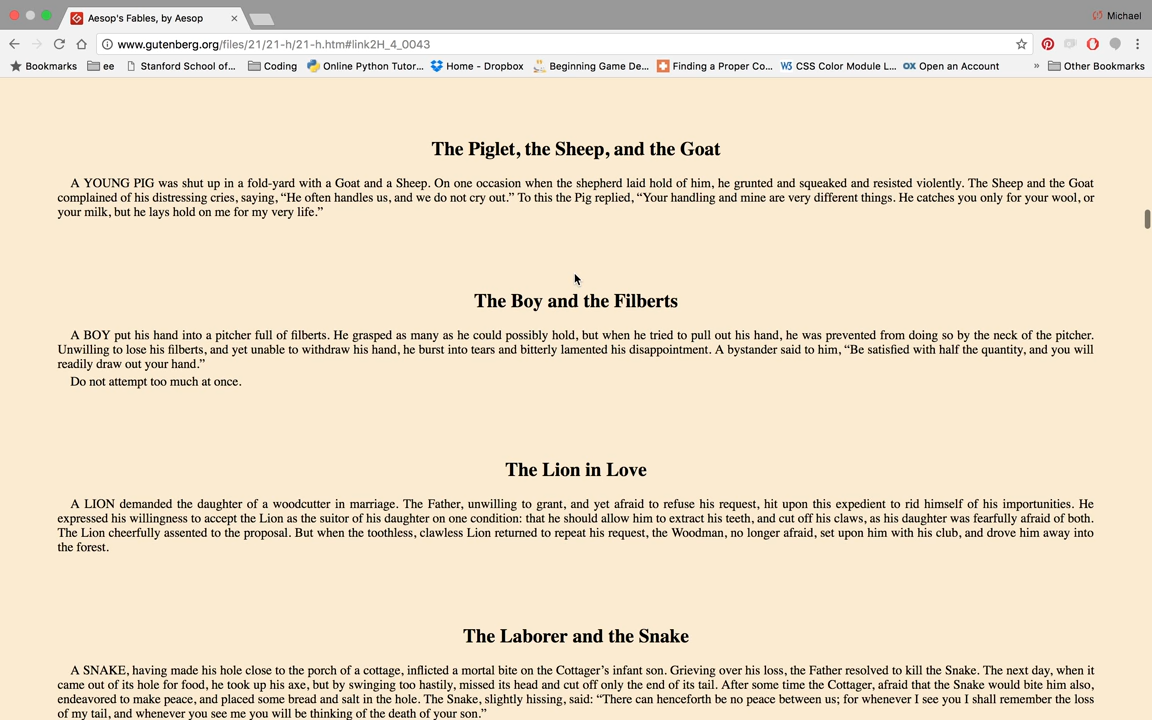 Aesop's Fables, by Aesop
Michael
www.gutenberg.org/files/21/21-h/21-h.htm#link2H_4_0043
Bookmarks ee Stanford School of... Coding Online Python Tutor... Home - Dropbox Beginning Game De... Finding a Proper Co... W3 CSS Color Module L... OX Open an Account » Other Bookmarks
The Piglet, the Sheep, and the Goat
A YOUNG PIG was shut up in a fold-yard with a Goat and a Sheep. On one occasion when the shepherd laid hold of him, he grunted and squeaked and resisted violently. The Sheep and the Goat
complained of his distressing cries, saying, “He often handles us, and we do not cry out.” To this the Pig replied, “Your handling and mine are very different things. He catches you only for your wool, or
your milk, but he lays hold on me for my very life.”
The Boy and the Filberts
A BOY put his hand into a pitcher full of filberts. He grasped as many as he could possibly hold, but when he tried to pull out his hand, he was prevented from doing so by the neck of the pitcher.
Unwilling to lose his filberts, and yet unable to withdraw his hand, he burst into tears and bitterly lamented his disappointment. A bystander said to him, “Be satisfied with half the quantity, and you will
readily draw out your hand.”
Do not attempt too much at once.
The Lion in Love
A LION demanded the daughter of a woodcutter in marriage. The Father, unwilling to grant, and yet afraid to refuse his request, hit upon this expedient to rid himself of his importunities. He
expressed his willingness to accept the Lion as the suitor of his daughter on one condition: that he should allow him to extract his teeth, and cut off his claws, as his daughter was fearfully afraid of both.
The Lion cheerfully assented to the proposal. But when the toothless, clawless Lion returned to repeat his request, the Woodman, no longer afraid, set upon him with his club, and drove him away into
the forest.
The Laborer and the Snake
A SNAKE, having made his hole close to the porch of a cottage, inflicted a mortal bite on the Cottager’s infant son. Grieving over his loss, the Father resolved to kill the Snake. The next day, when it
came out of its hole for food, he took up his axe, but by swinging too hastily, missed its head and cut off only the end of its tail. After some time the Cottager, afraid that the Snake would bite him also,
endeavored to make peace, and placed some bread and salt in the hole. The Snake, slightly hissing, said: “There can henceforth be no peace between us; for whenever I see you I shall remember the loss
of my tail, and whenever you see me you will be thinking of the death of your son.”